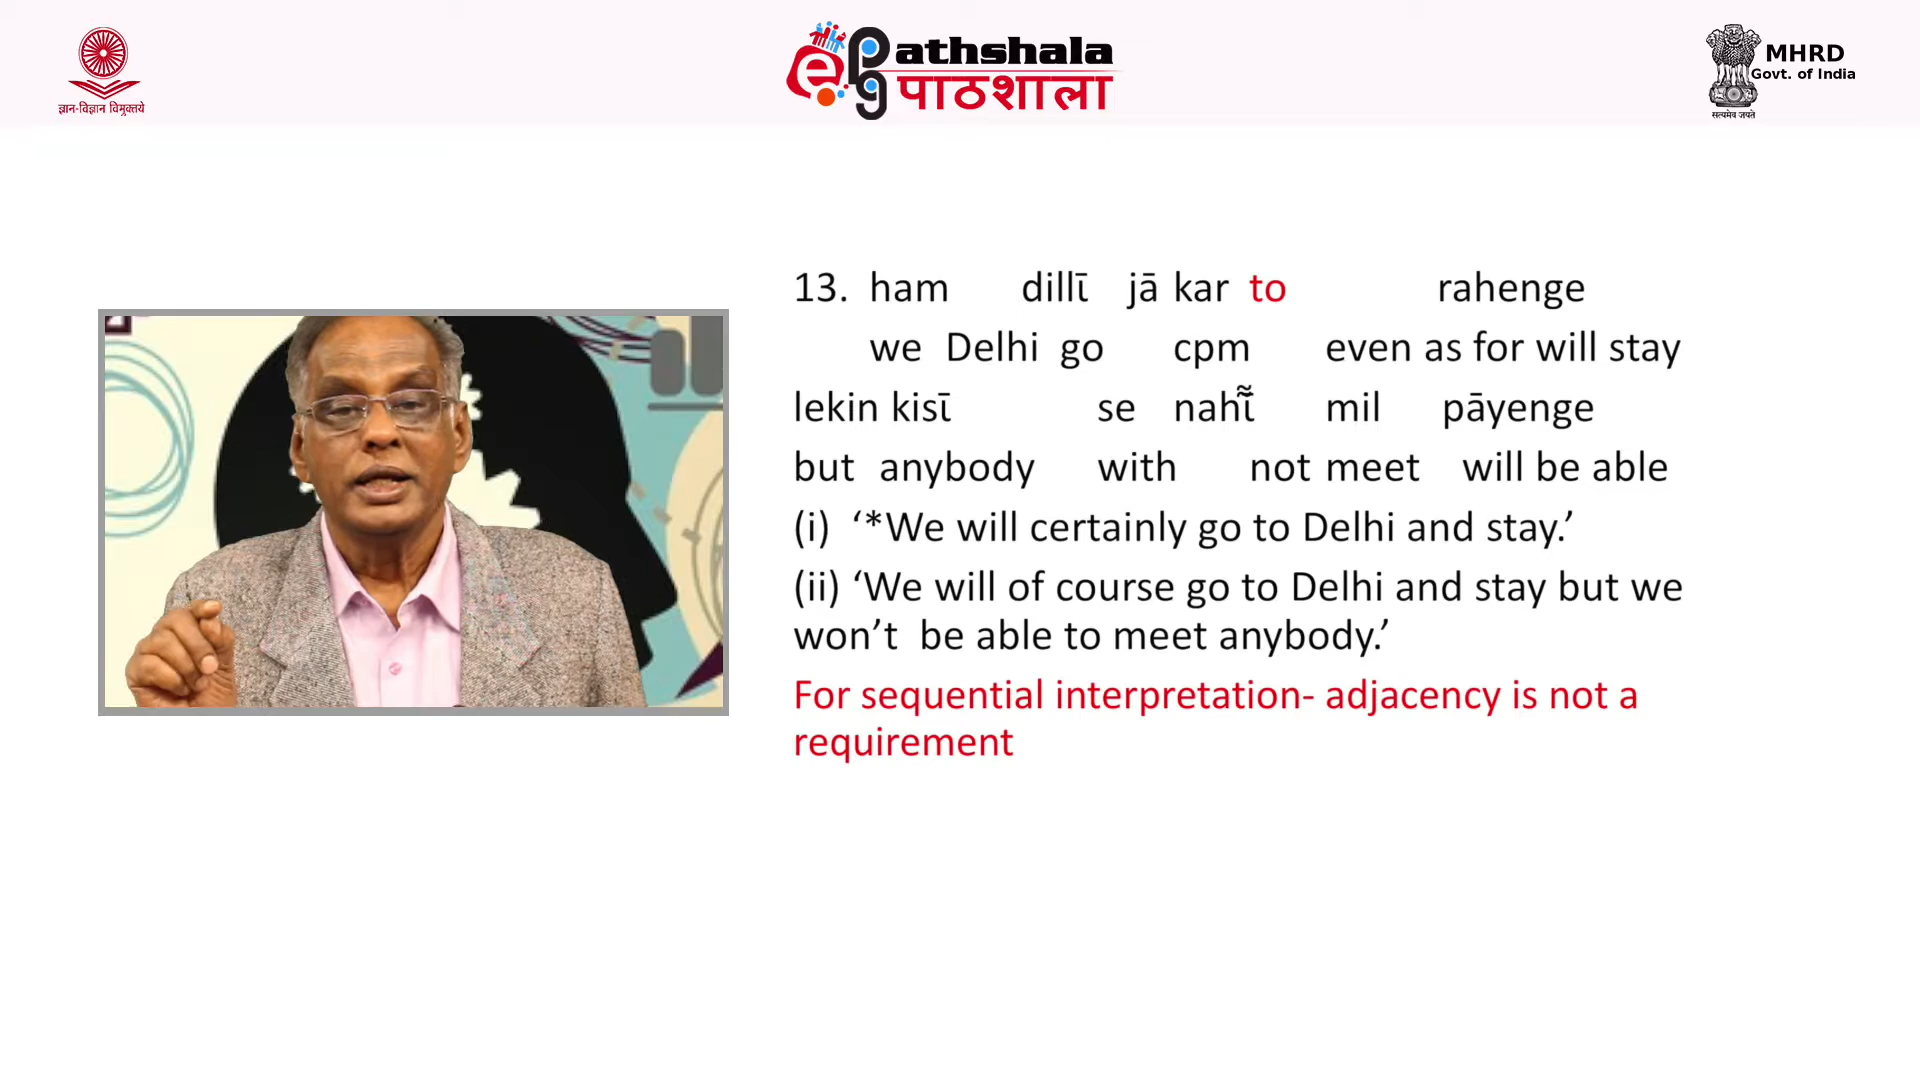 ज्ञान-विज्ञान विमुक्तये
epgathshala
पाठशाला
MHRD
Govt. of India
सत्यमेव जयते
13. ham dillī jā kar to rahenge
we Delhi go cpm even as for will stay
lekin kisī se nahī̃ mil pāyenge
but anybody with not meet will be able
(i) ‘*We will certainly go to Delhi and stay.’
(ii) ‘We will of course go to Delhi and stay but we
won’t be able to meet anybody.’
For sequential interpretation- adjacency is not a
requirement